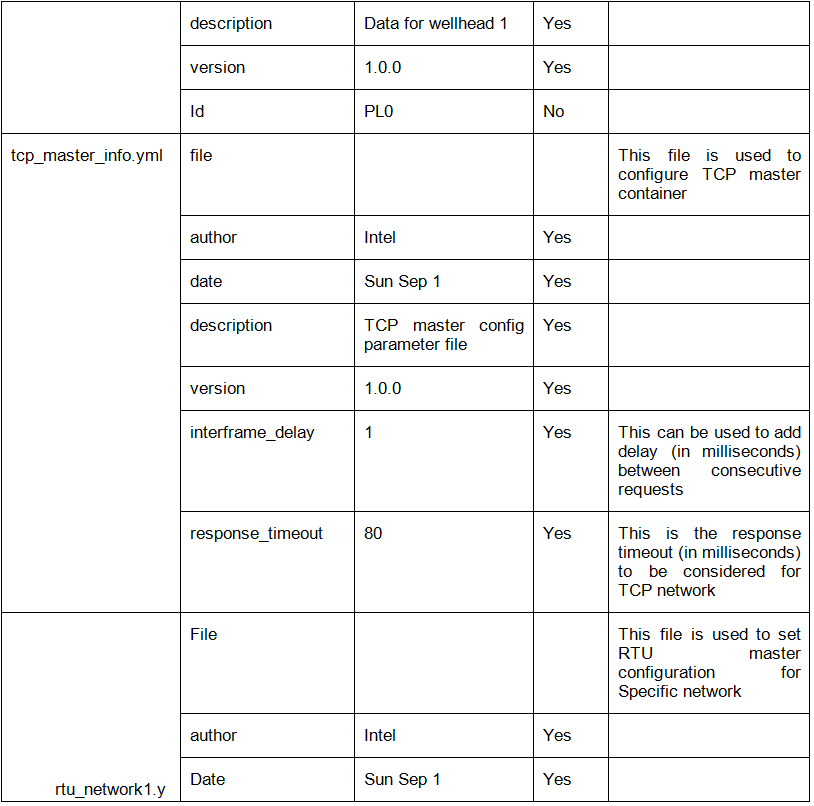 description Data for wellhead 1 Yes
version 1.0.0 Yes
Id PL0 No
tcp_master_info.yml file This file is used to
configure TCP master
container
author Intel Yes
date Sun Sep 1 Yes
description TCP master config Yes
parameter file
version 1.0.0 Yes
interframe_delay 1 Yes This can be used to add
delay (in milliseconds)
between consecutive
requests
response_timeout 80 Yes This is the response
timeout (in milliseconds)
to be considered for
TCP network
File This file is used to set
RTU master
configuration for
Specific network
author Intel Yes
rtu_network1.y Date Sun Sep 1 Yes